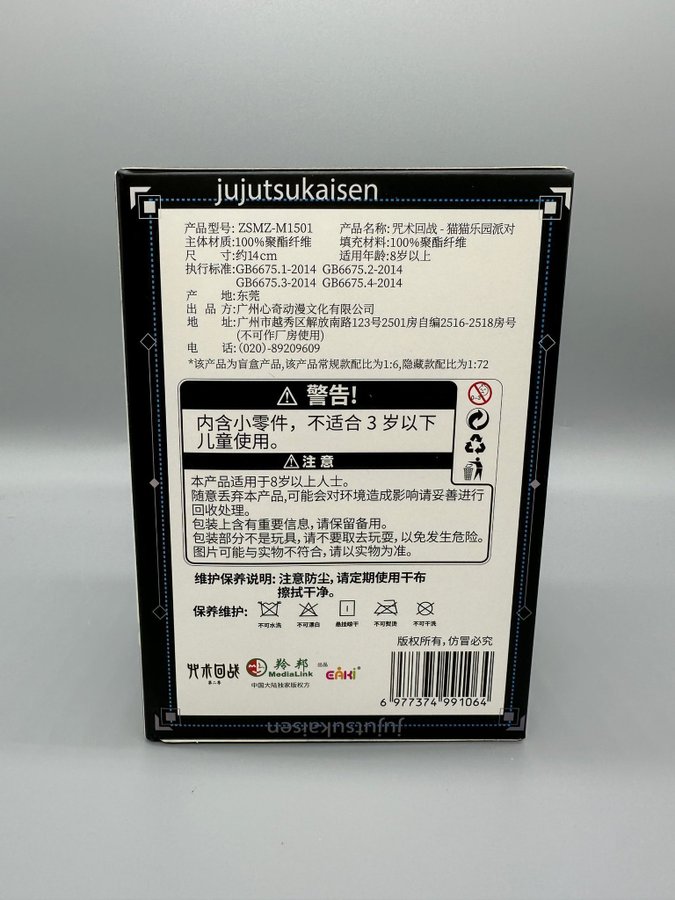 jujutsukaisen
产品型号: ZSMZ-M1501 产品名称: 咒术回战 - 猫猫乐园派对
主体材质:100%聚酯纤维 填充材料:100%聚酯纤维
尺 寸:约14cm 适用年龄:8岁以上
执行标准:GB6675.1-2014 GB6675.2-2014
GB6675.3-2014 GB6675.4-2014
产 地:东莞
出 品 方:广州心奇动漫文化有限公司
地 址:广州市越秀区解放南路123号2501房自编2516-2518房号
(不可作厂房使用)
电 话:(020)-89209609
*该产品为盲盒产品,该产品常规款配比为1:6,隐藏款配比为1:72
警告!
0-3
内含小零件，不适合 3 岁以下
儿童使用。
注 意
本产品适用于8岁以上人士。
随意丢弃本产品,可能会对环境造成影响请妥善进行
回收处理。
包装上含有重要信息,请保留备用。
包装部分不是玩具,请不要取去玩耍,以免发生危险。
图片可能与实物不符合,请以实物为准。
维护保养说明: 注意防尘,请定期使用干布
擦拭干净。
保养维护:
不可水洗 不可漂白 悬挂晾干 不可熨烫 不可干洗
版权所有,仿冒必究
咒术回战
第二季
羚邦
MediaLink
中国大陆独家版权方
出品
EAKI
6 977374 991064
jujutsukaisen